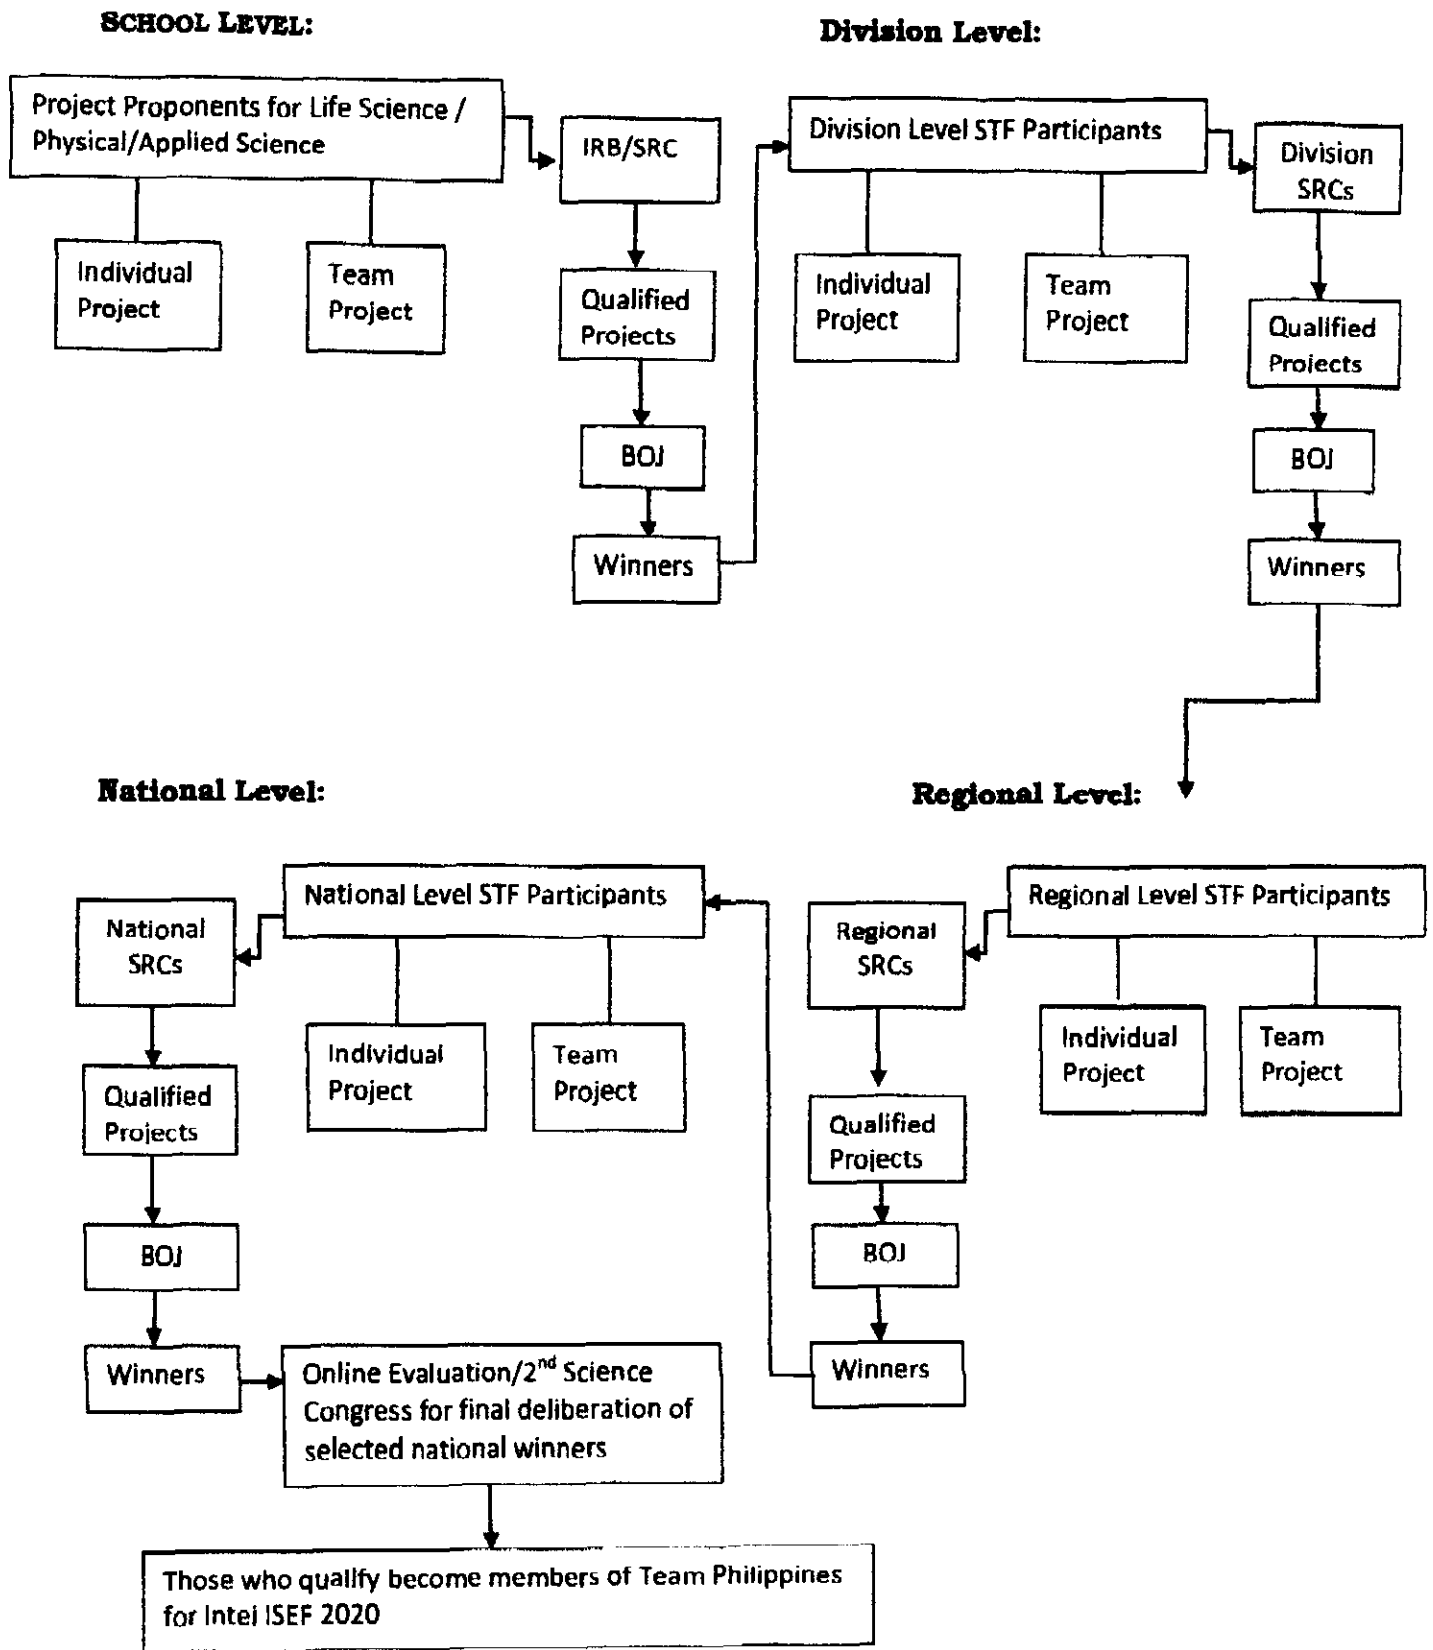 SCHOOL LEVEL:
Project Proponents for Life Science /
Physical/Applied Science
IRB/SRC
Individual
Project
Team
Project
Qualified
Projects
BOJ
Winners
Division Level:
Division Level STF Participants
Division
SRCs
Individual
Project
Team
Project
Qualified
Projects
BOJ
Winners
Regional Level:
Regional Level STF Participants
Regional
SRCs
Individual
Project
Team
Project
Qualified
Projects
BOJ
Winners
National Level:
National Level STF Participants
National
SRCs
Individual
Project
Team
Project
Qualified
Projects
BOJ
Winners
Online Evaluation/2nd Science
Congress for final deliberation of
selected national winners
Those who qualify become members of Team Philippines
for Intel ISEF 2020